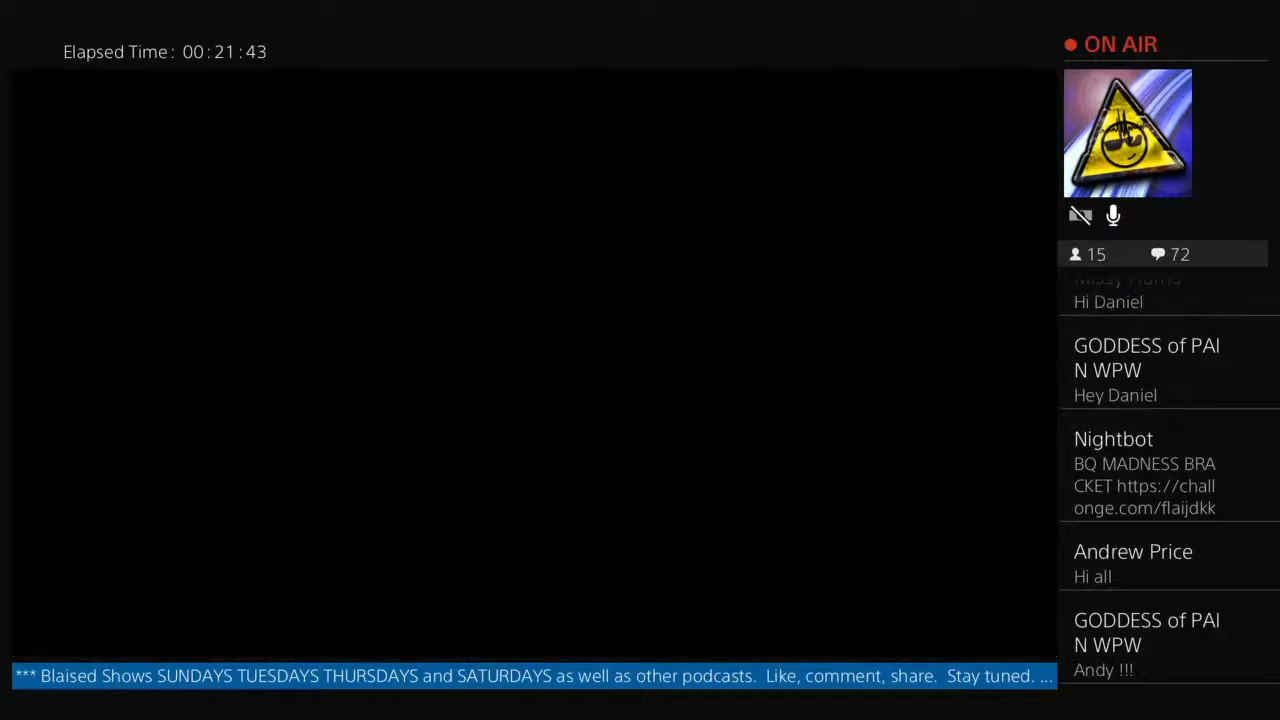 Elapsed Time: 00:21:43
ON AIR
15 72
Hi Daniel
GODDESS of PAI
N WPW
Hey Daniel
Nightbot
BQ MADNESS BRA
CKET https://chall
onge.com/flaijdkk
Andrew Price
Hi all
GODDESS of PAI
N WPW
Andy !!!
*** Blaised Shows SUNDAYS TUESDAYS THURSDAYS and SATURDAYS as well as other podcasts. Like, comment, share. Stay tuned. ...